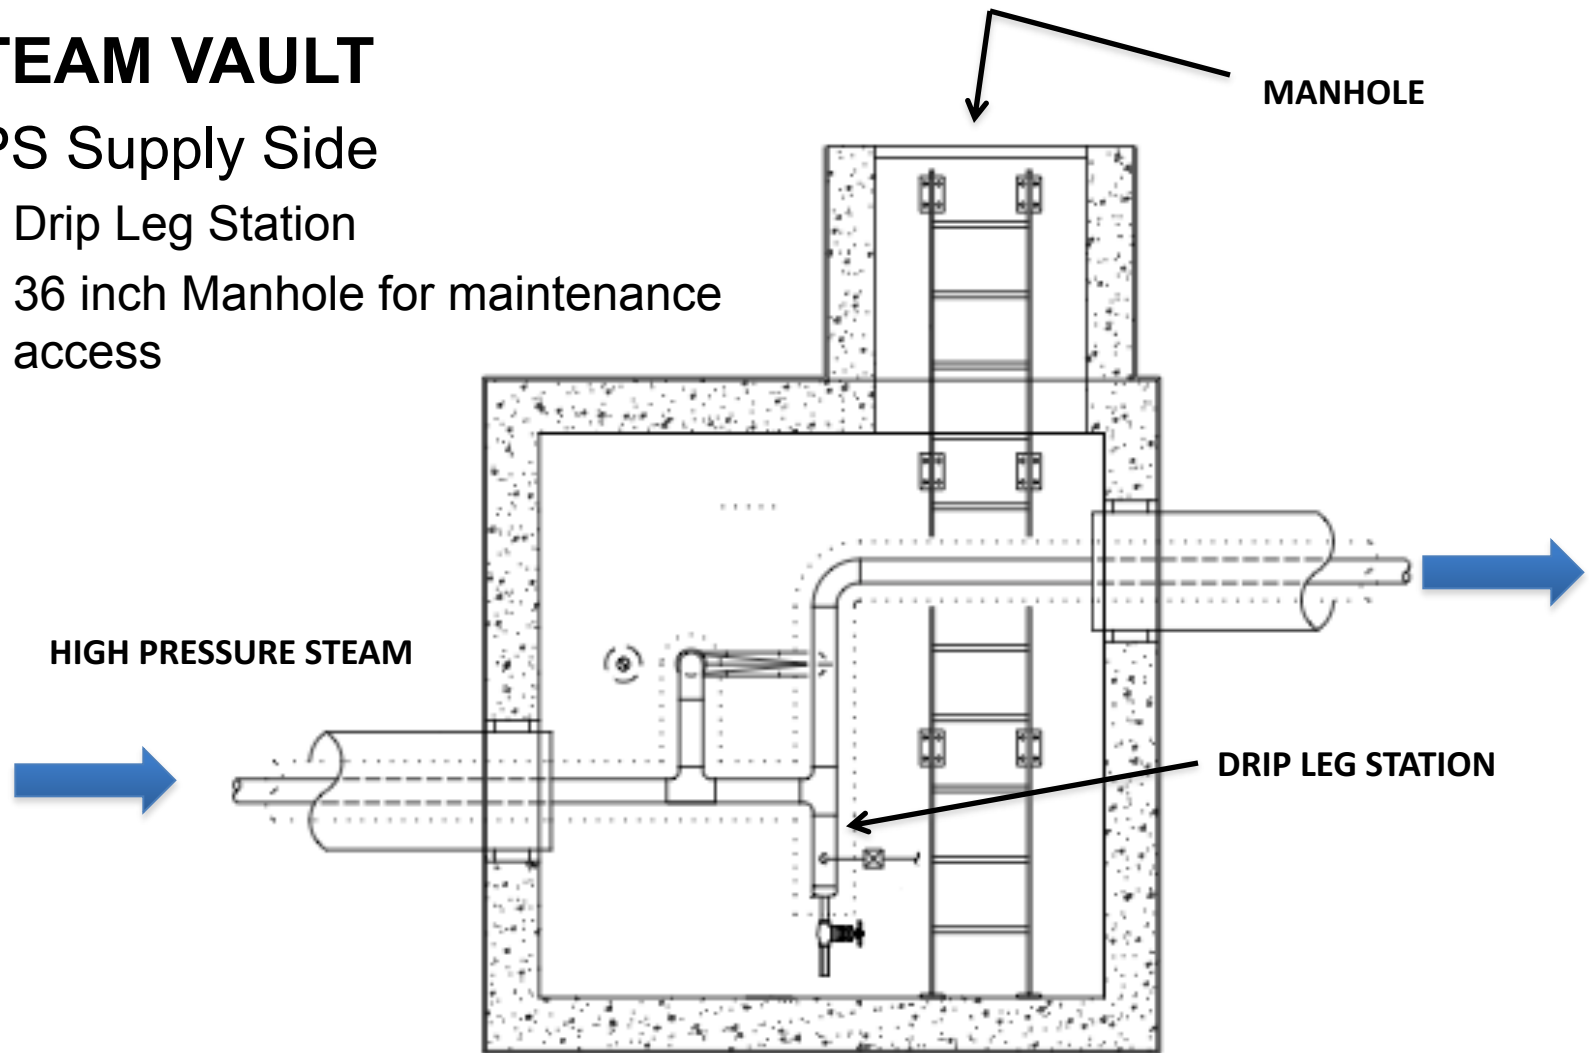 TEAM VAULT
PS Supply Side
Drip Leg Station
36 inch Manhole for maintenance
access
MANHOLE
HIGH PRESSURE STEAM
DRIP LEG STATION